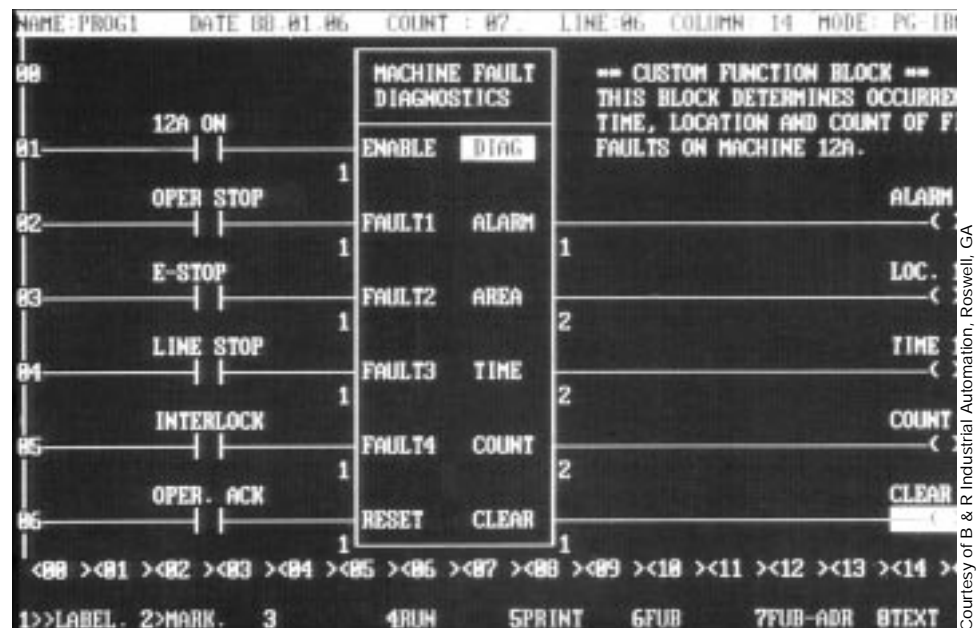 NAME:PROG1 DATE 88.01.06 COUNT : 07 LINE:06 COLUMN 14 MODE: PG-IB
00 MACHINE FAULT -- CUSTOM FUNCTION BLOCK --
DIAGNOSTICS THIS BLOCK DETERMINES OCCURRE
12A ON TIME, LOCATION AND COUNT OF F
01 ENABLE DIAG FAULTS ON MACHINE 12A.
1
OPER STOP ALARM
02 FAULT1 ALARM
1 1
E-STOP LOC.
03 FAULT2 AREA
1 2
LINE STOP TIME
04 FAULT3 TIME
1 2
INTERLOCK COUNT
05 FAULT4 COUNT
1 2
OPER. ACK CLEAR
06 RESET CLEAR
1 1
<00 ><01 ><02 ><03 ><04 ><05 ><06 ><07 ><08 ><09 ><10 ><11 ><12 ><13 ><14 ><
1>>LABEL. 2>MARK. 3 4RUN 5PRINT 6FUB 7FUB-ADR 8TEXT
Courtesy of B & R Industrial Automation, Roswell, GA